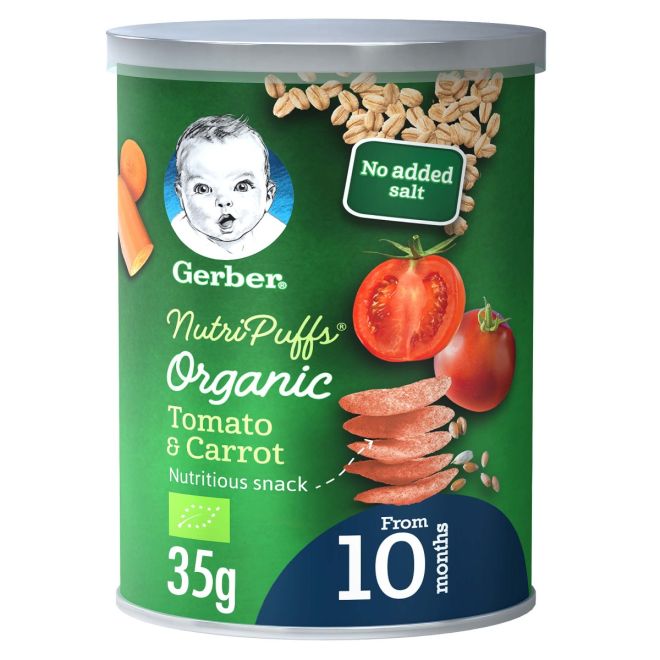 No added
salt
Gerber®
NutriPuffs®
Organic
Tomato
& Carrot
Nutritious snack
35g
From
10
months